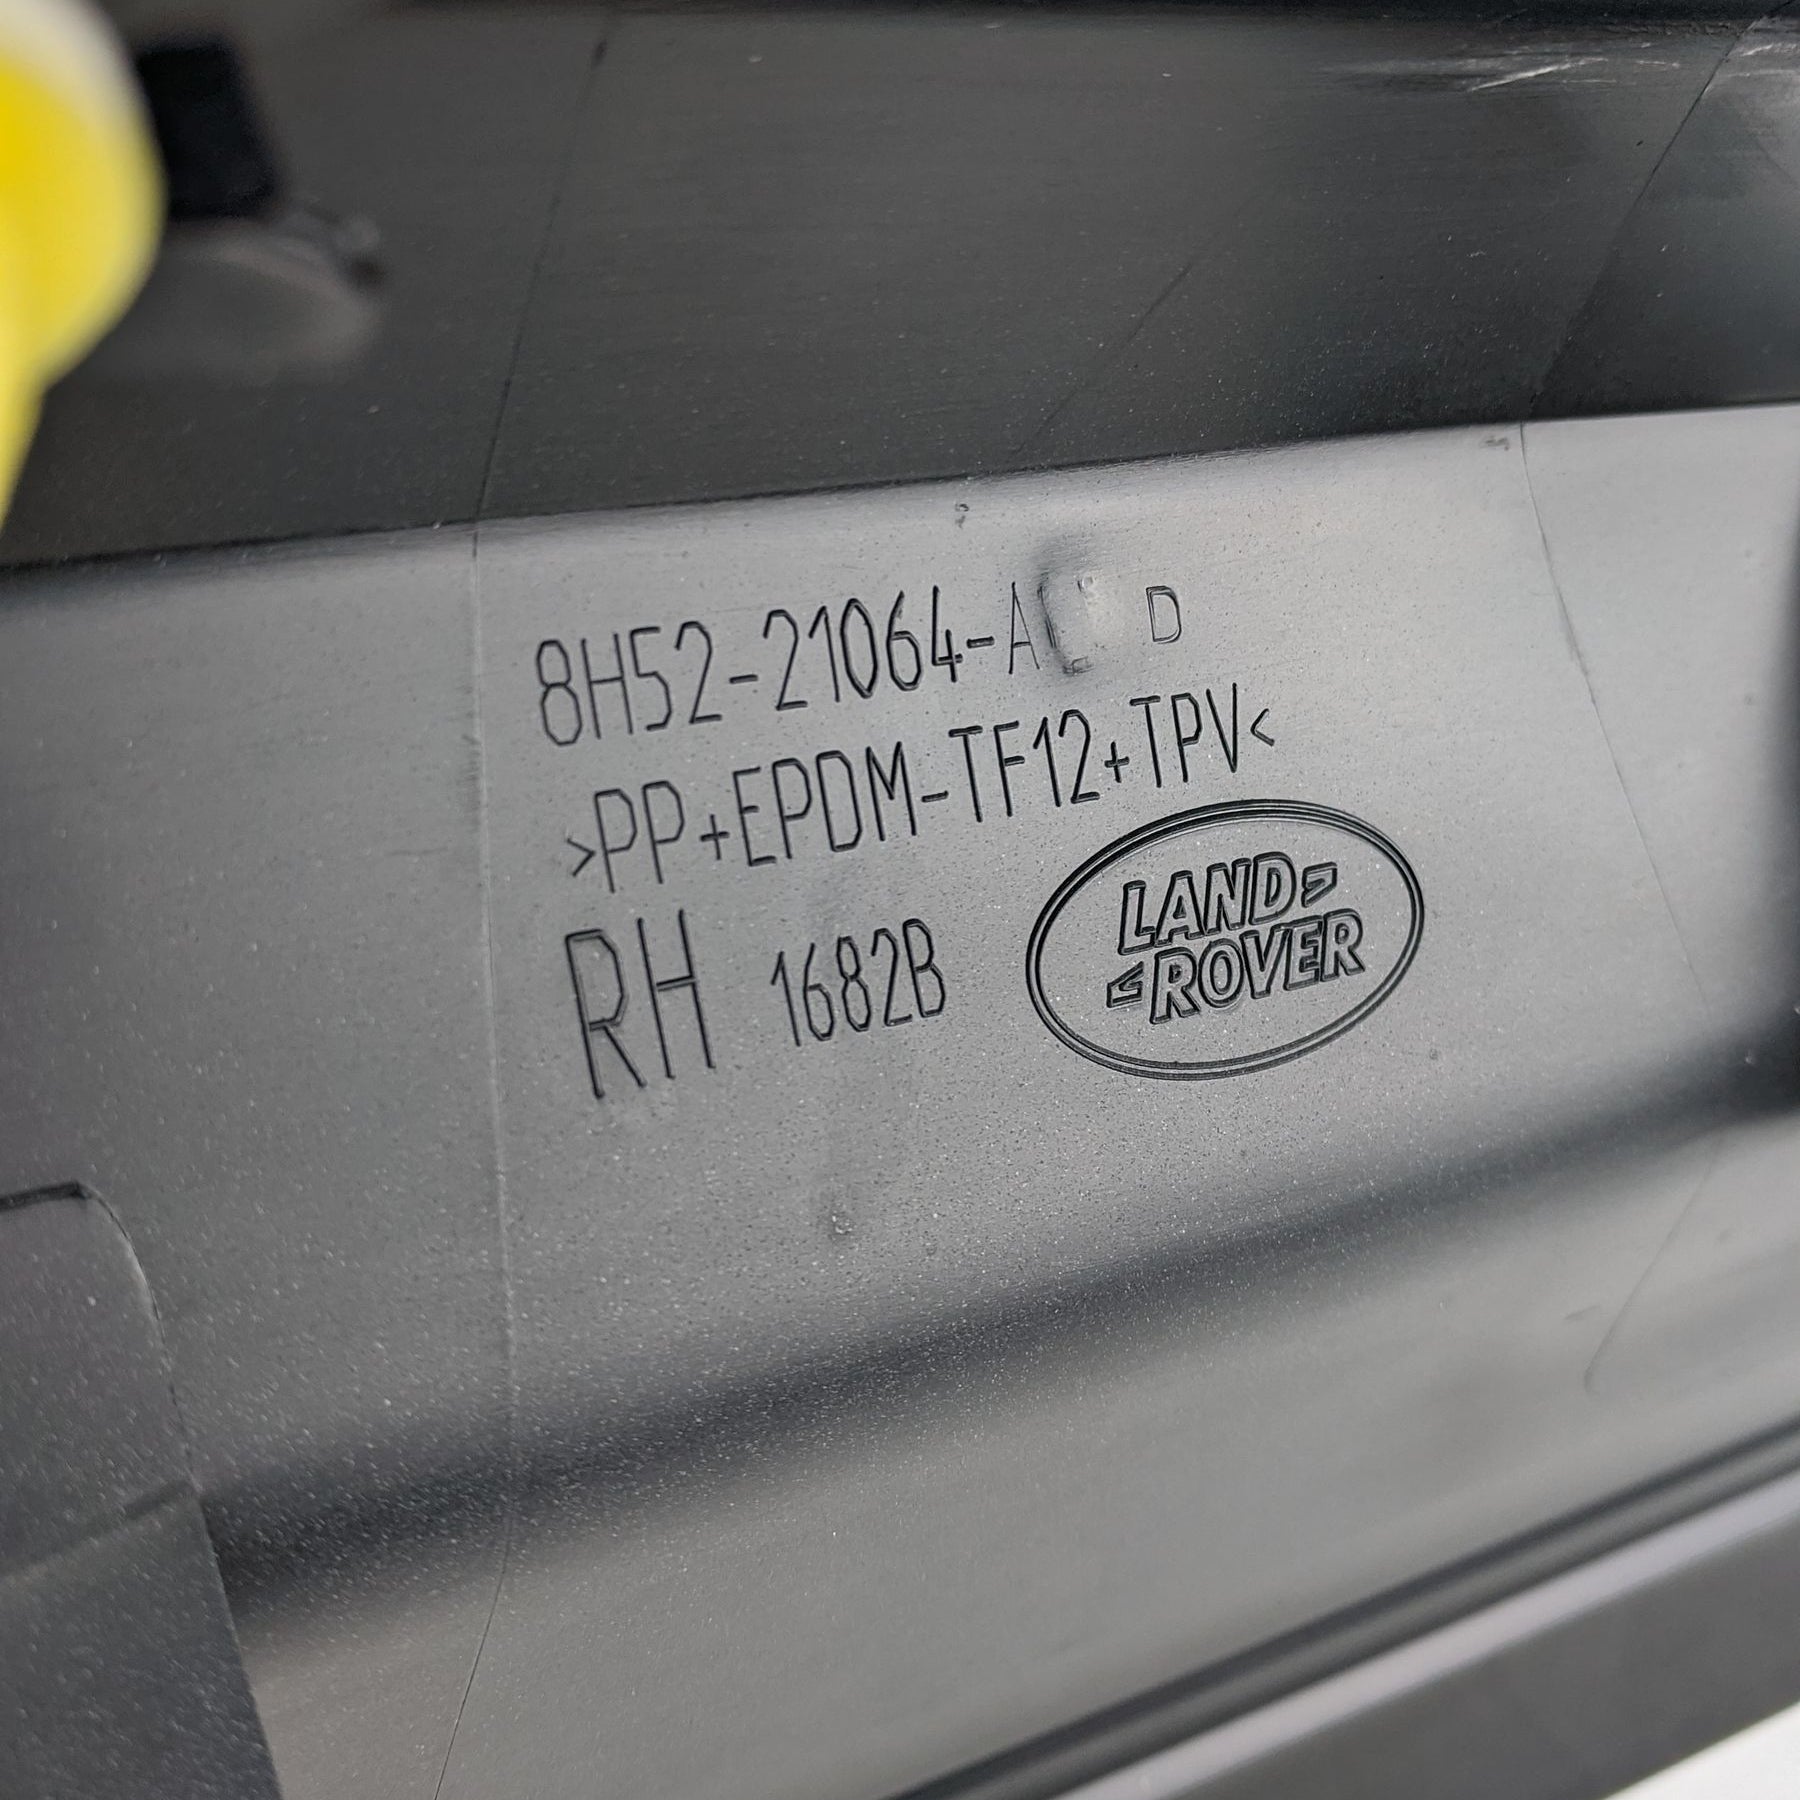 8H52-21064-A D
>PP+EPDM-TF12+TPV<
RH 1682B
LAND
ROVER